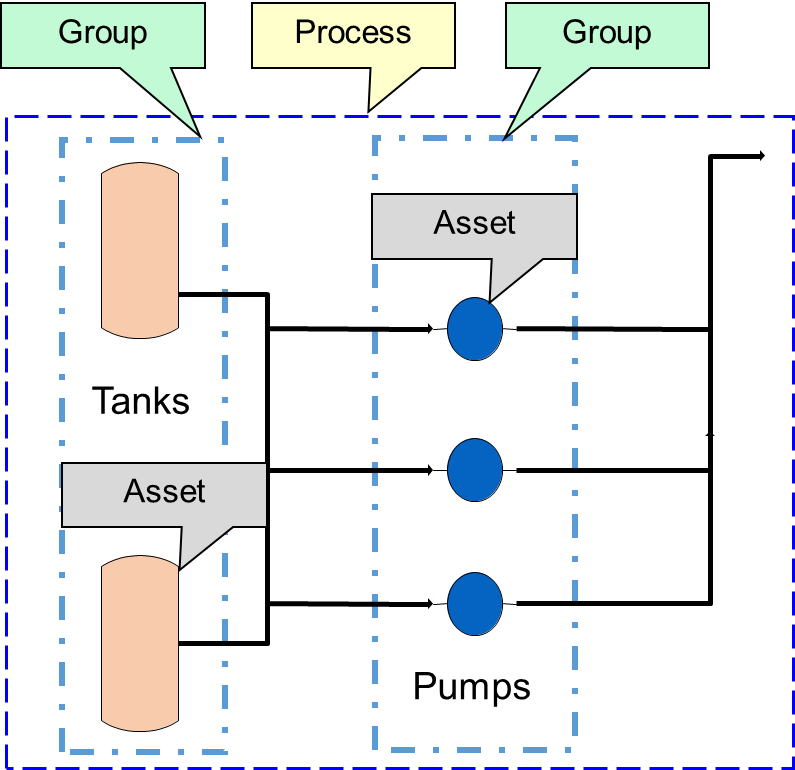 Group
Process
Group
Asset
Tanks
Asset
Pumps